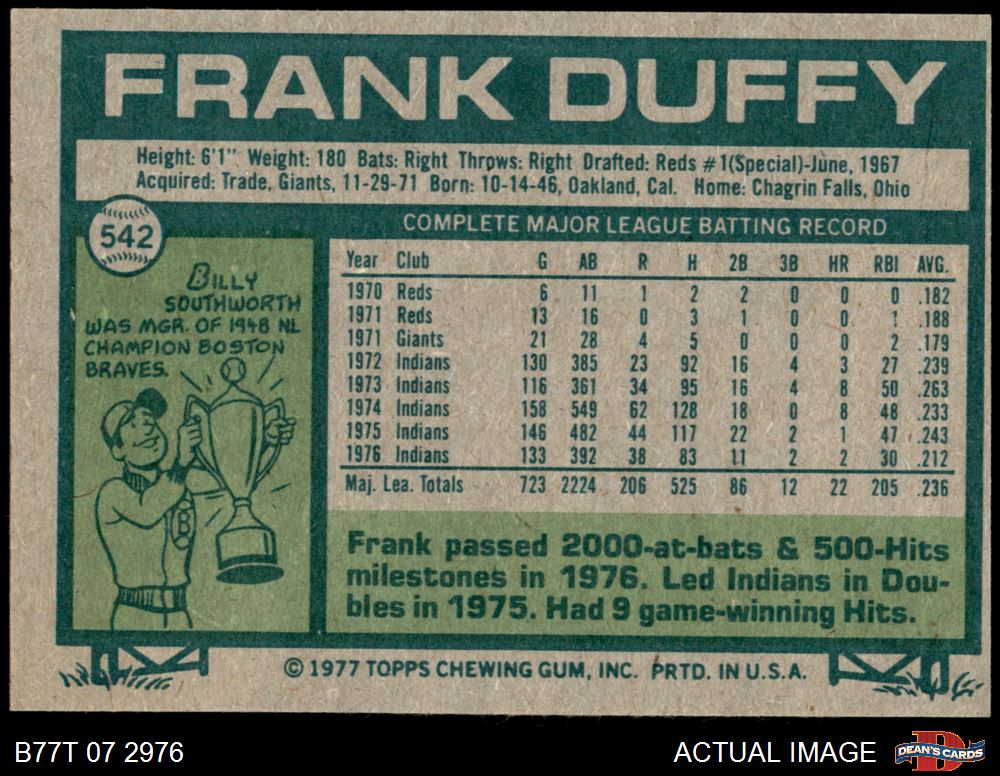 FRANK DUFFY
Height: 6'1" Weight: 180 Bats: Right Throws: Right Drafted: Reds #1(Special)-June, 1967
Acquired: Trade, Giants, 11-29-71 Born: 10-14-46, Oakland, Cal. Home: Chagrin Falls, Ohio
542
BILLY
SOUTHWORTH
WAS MGR. OF 1948 NL
CHAMPION BOSTON
BRAVES.
B
COMPLETE MAJOR LEAGUE BATTING RECORD
Year Club G AB R H 2B 3B HR RBI AVG.
1970 Reds 6 11 1 2 2 0 0 0 .182
1971 Reds 13 16 0 3 1 0 0 1 .188
1971 Giants 21 28 4 5 0 0 0 2 .179
1972 Indians 130 385 23 92 16 4 3 27 .239
1973 Indians 116 361 34 95 16 4 8 50 .263
1974 Indians 158 549 62 128 18 0 8 48 .233
1975 Indians 146 482 44 117 22 2 1 47 .243
1976 Indians 133 392 38 83 11 2 2 30 .212
Maj. Lea. Totals 723 2224 206 525 86 12 22 205 .236
Frank passed 2000-at-bats & 500-Hits
milestones in 1976. Led Indians in Dou-
bles in 1975. Had 9 game-winning Hits.
© 1977 TOPPS CHEWING GUM, INC. PRTD. IN U.S.A.
B77T 07 2976
ACTUAL IMAGE
D
DEAN'S CARDS